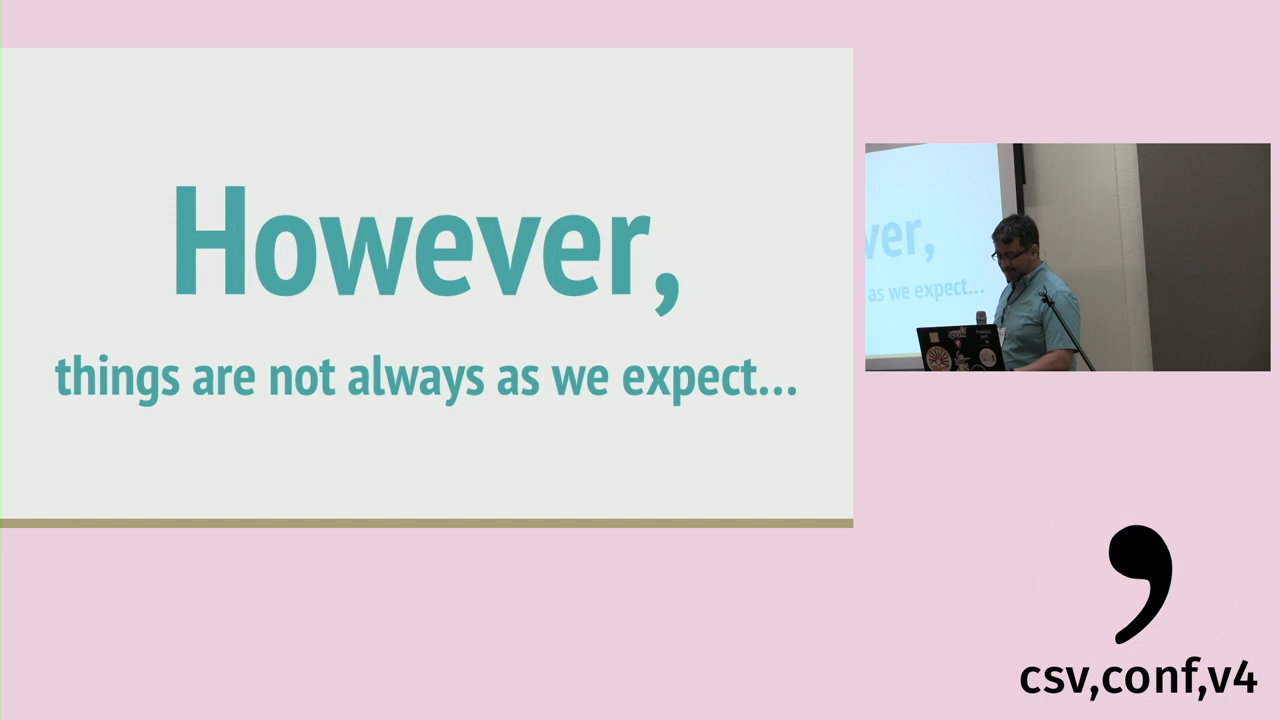 However,
things are not always as we expect...
ver,
as we expect...
csv,conf,v4